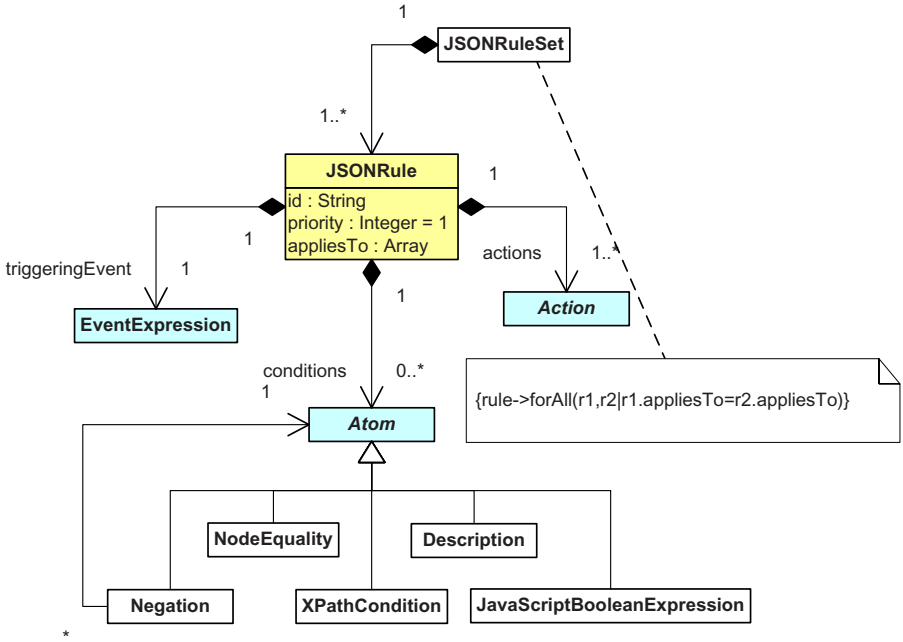 1
JSONRuleSet
1..*
JSONRule
id : String
priority : Integer = 1
appliesTo : Array
1
1
1
triggeringEvent
1
actions
1..*
EventExpression
Action
conditions
0..*
1
{rule->forAll(r1,r2|r1.appliesTo=r2.appliesTo)}
Atom
NodeEquality
Description
Negation
XPathCondition
JavaScriptBooleanExpression
*